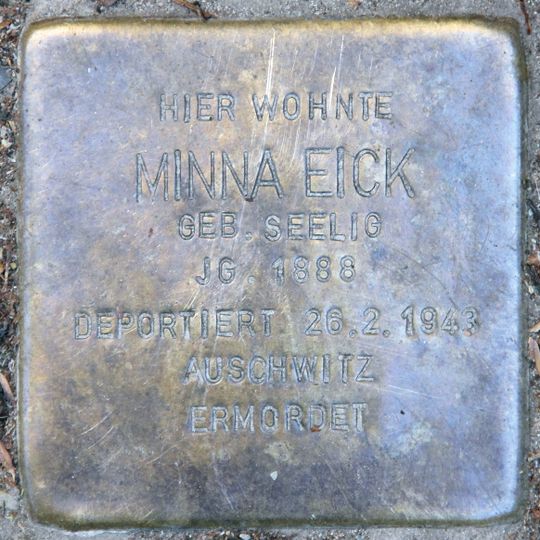 HIER WOHNTE
MINNA EICK
GEB. SEELIG
JG. 1888
DEPORTIERT 26.2.1943
AUSCHWITZ
ERMORDET